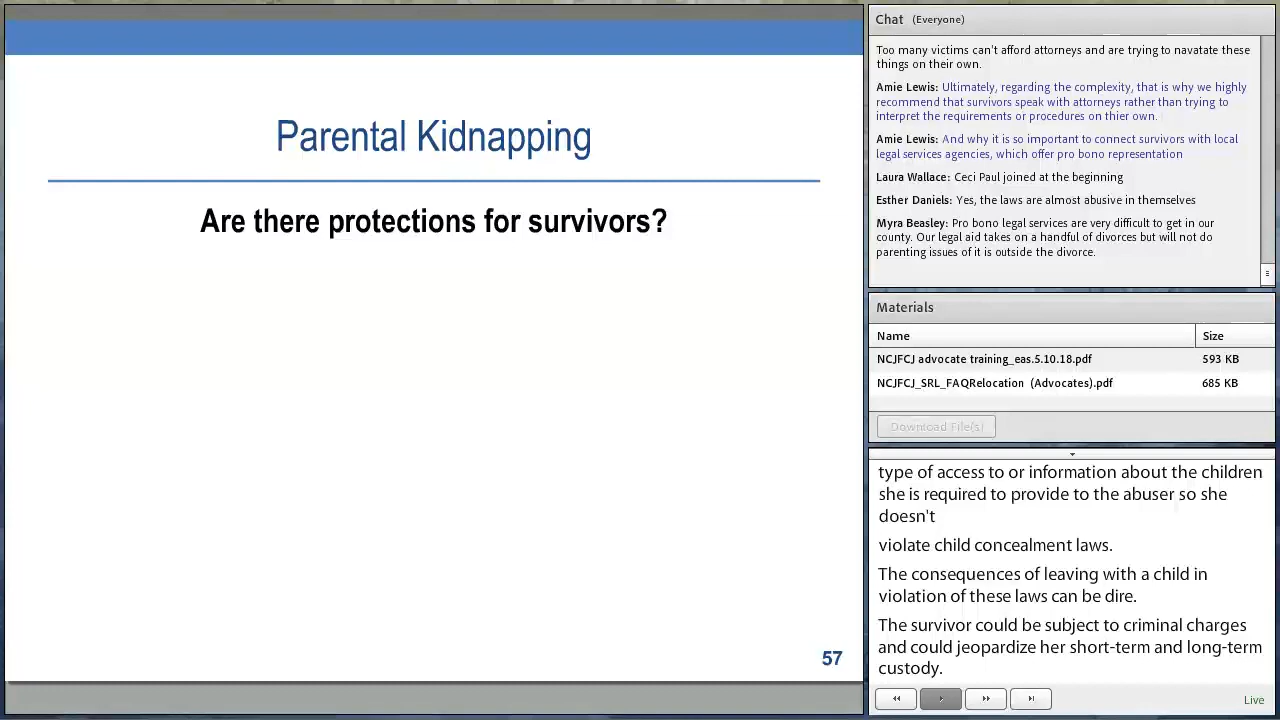 Parental Kidnapping
Are there protections for survivors?
57
Chat (Everyone)
Too many victims can't afford attorneys and are trying to navatate these
things on their own.
Amie Lewis: Ultimately, regarding the complexity, that is why we highly
recommend that survivors speak with attorneys rather than trying to
interpret the requirements or procedures on thier own.
Amie Lewis: And why it is so important to connect survivors with local
legal services agencies, which offer pro bono representation
Laura Wallace: Ceci Paul joined at the beginning
Esther Daniels: Yes, the laws are almost abusive in themselves
Myra Beasley: Pro bono legal services are very difficult to get in our
county. Our legal aid takes on a handful of divorces but will not do
parenting issues of it is outside the divorce.
Materials
Name Size
NCJFCJ advocate training_eas.5.10.18.pdf 593 KB
NCJFCJ_SRL_FAQRelocation (Advocates).pdf 685 KB
Download File(s)
type of access to or information about the children
she is required to provide to the abuser so she
doesn't
violate child concealment laws.
The consequences of leaving with a child in
violation of these laws can be dire.
The survivor could be subject to criminal charges
and could jeopardize her short-term and long-term
custody.
Live